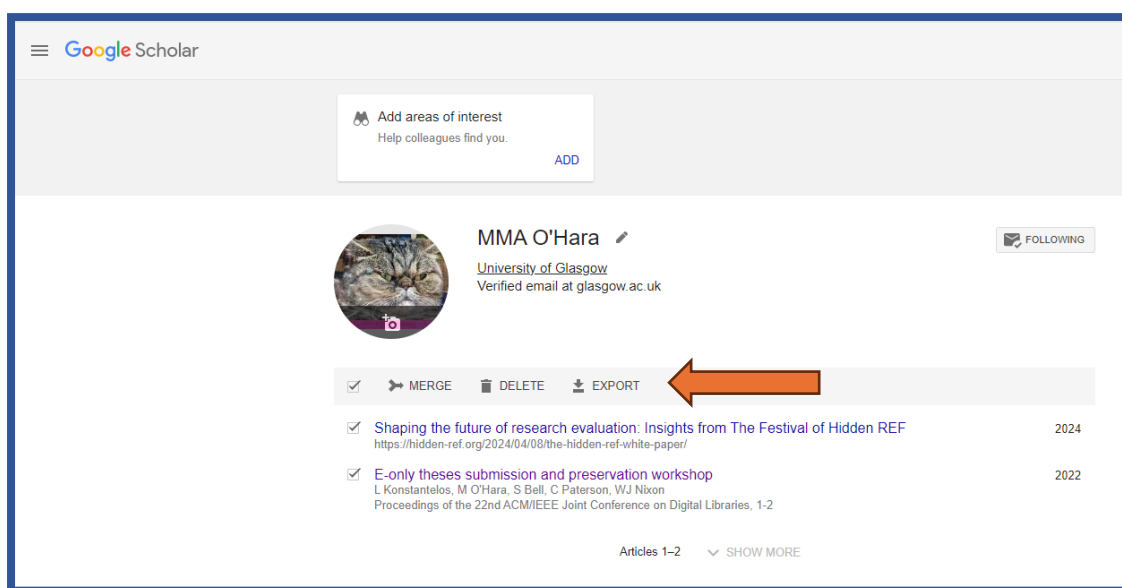 Google Scholar
Add areas of interest
Help colleagues find you.
ADD
MMA O'Hara
FOLLOWING
University of Glasgow
Verified email at glasgow.ac.uk
MERGE DELETE EXPORT
Shaping the future of research evaluation: Insights from The Festival of Hidden REF 2024
https://hidden-ref.org/2024/04/08/the-hidden-ref-white-paper/
E-only theses submission and preservation workshop 2022
L Konstantelos, M O'Hara, S Bell, C Paterson, WJ Nixon
Proceedings of the 22nd ACM/IEEE Joint Conference on Digital Libraries, 1-2
Articles 1–2 SHOW MORE